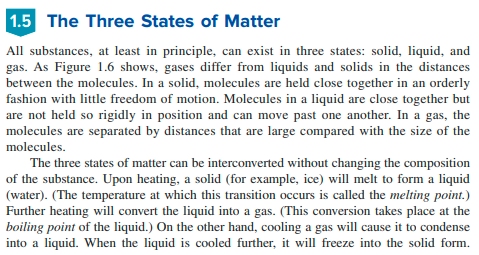 1.5 The Three States of Matter
All substances, at least in principle, can exist in three states: solid, liquid, and
gas. As Figure 1.6 shows, gases differ from liquids and solids in the distances
between the molecules. In a solid, molecules are held close together in an orderly
fashion with little freedom of motion. Molecules in a liquid are close together but
are not held so rigidly in position and can move past one another. In a gas, the
molecules are separated by distances that are large compared with the size of the
molecules.
The three states of matter can be interconverted without changing the composition
of the substance. Upon heating, a solid (for example, ice) will melt to form a liquid
(water). (The temperature at which this transition occurs is called the melting point.)
Further heating will convert the liquid into a gas. (This conversion takes place at the
boiling point of the liquid.) On the other hand, cooling a gas will cause it to condense
into a liquid. When the liquid is cooled further, it will freeze into the solid form.